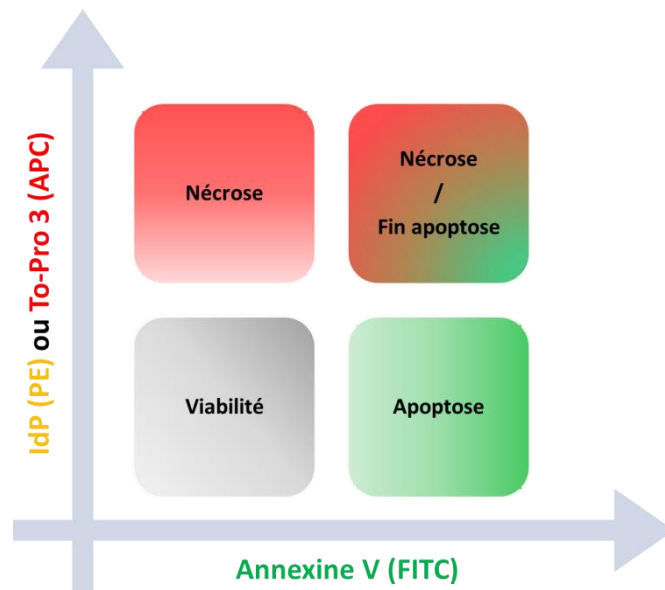 IdP (PE) ou To-Pro 3 (APC)
Nécrose
Nécrose
/
Fin apoptose
Viabilité
Apoptose
Annexine V (FITC)